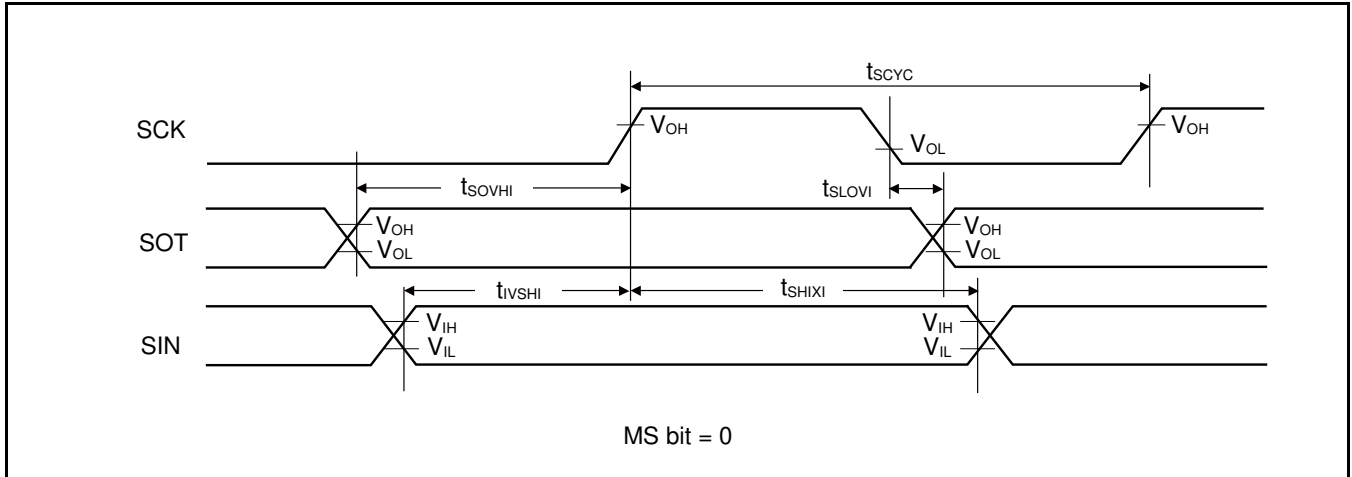 tSCYC
SCK
VOH
VOL
VOH
tSOVHI
tSLOVI
SOT
VOH
VOL
VOH
VOL
tIVSHI
tSHIXI
SIN
VIH
VIL
VIH
VIL
MS bit = 0